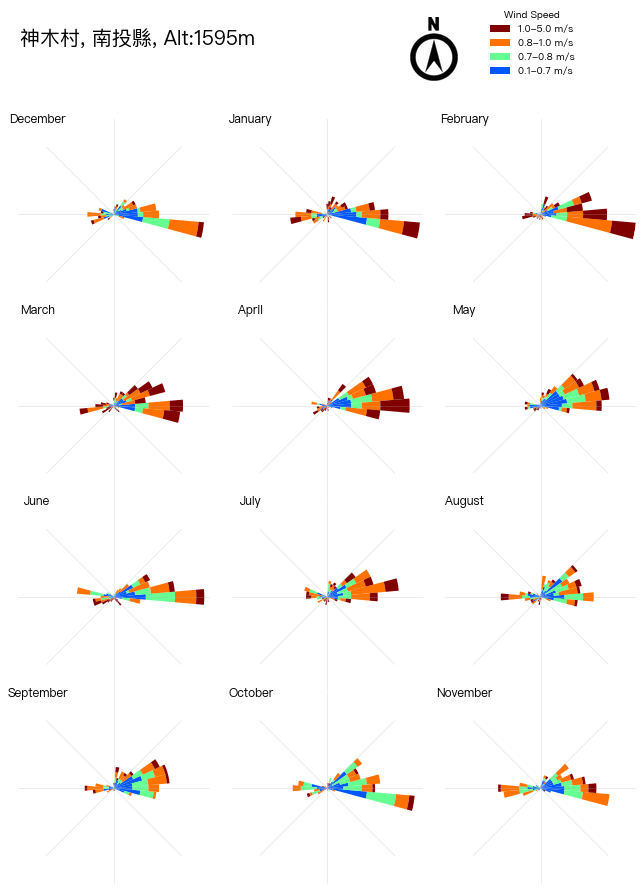 神木村, 南投縣, Alt:1595m
N
Wind Speed
1.0–5.0 m/s
0.8–1.0 m/s
0.7–0.8 m/s
0.1–0.7 m/s
December
January
February
March
April
May
June
July
August
September
October
November